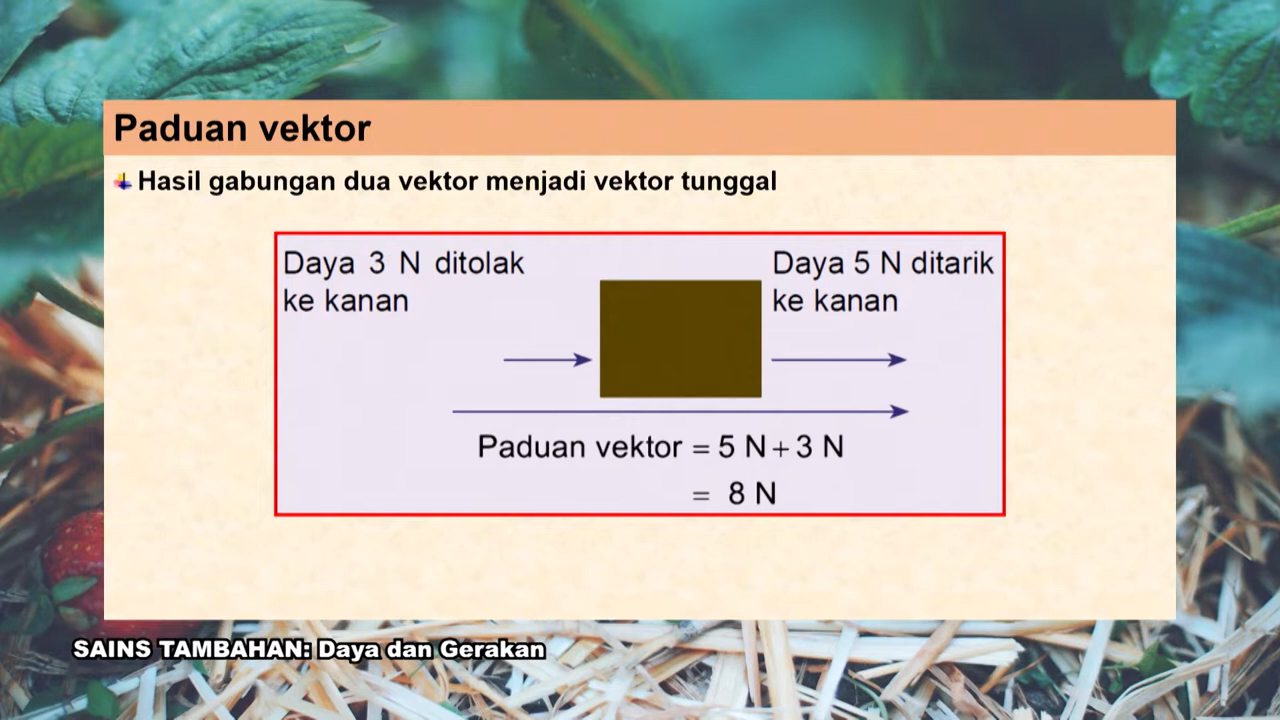 Paduan vektor
Hasil gabungan dua vektor menjadi vektor tunggal
Daya 3 N ditolak
ke kanan
Daya 5 N ditarik
ke kanan
Paduan vektor = 5 N + 3 N
= 8 N
SAINS TAMBAHAN: Daya dan Gerakan